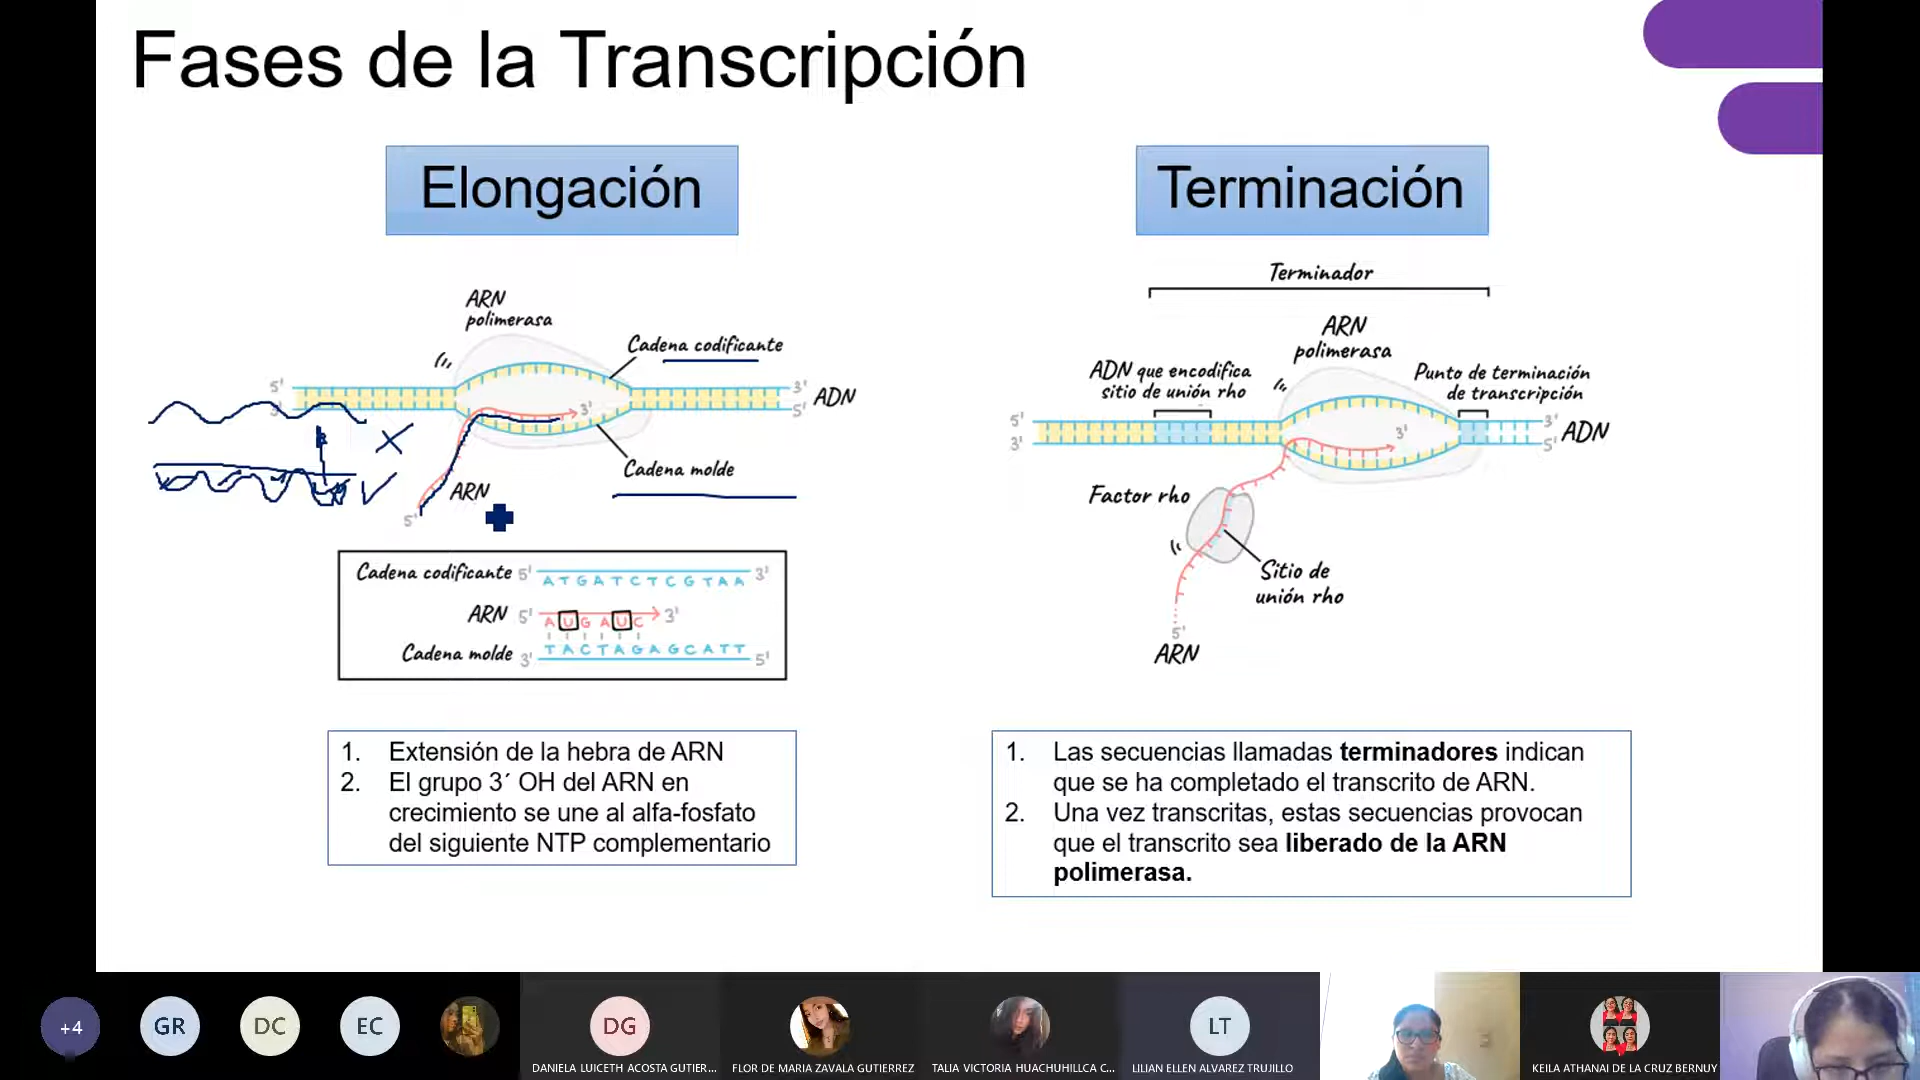 Fases de la Transcripción
Elongación
ARN
polimerasa
Cadena codificante
5'
3'
3'
5'
ADN
3'
Cadena molde
ARN
5'
Cadena codificante 5' ATGATCTCGTAA 3'
ARN 5' AUGAUC 3'
Cadena molde 3' TACTAGAGCATT 5'
1. Extensión de la hebra de ARN
2. El grupo 3´ OH del ARN en
crecimiento se une al alfa-fosfato
del siguiente NTP complementario
Terminación
Terminador
ARN
polimerasa
ADN que encodifica
sitio de unión rho
Punto de terminación
de transcripción
5'
3'
3'
5'
ADN
3'
Factor rho
Sitio de
unión rho
5'
ARN
1. Las secuencias llamadas terminadores indican
que se ha completado el transcrito de ARN.
2. Una vez transcritas, estas secuencias provocan
que el transcrito sea liberado de la ARN
polimerasa.
+4
GR
DC
EC
DG
DANIELA LUICETH ACOSTA GUTIER...
FLOR DE MARIA ZAVALA GUTIERREZ
TALIA VICTORIA HUACHUHILLCA C...
LT
LILIAN ELLEN ALVAREZ TRUJILLO
KEILA ATHANAI DE LA CRUZ BERNUY